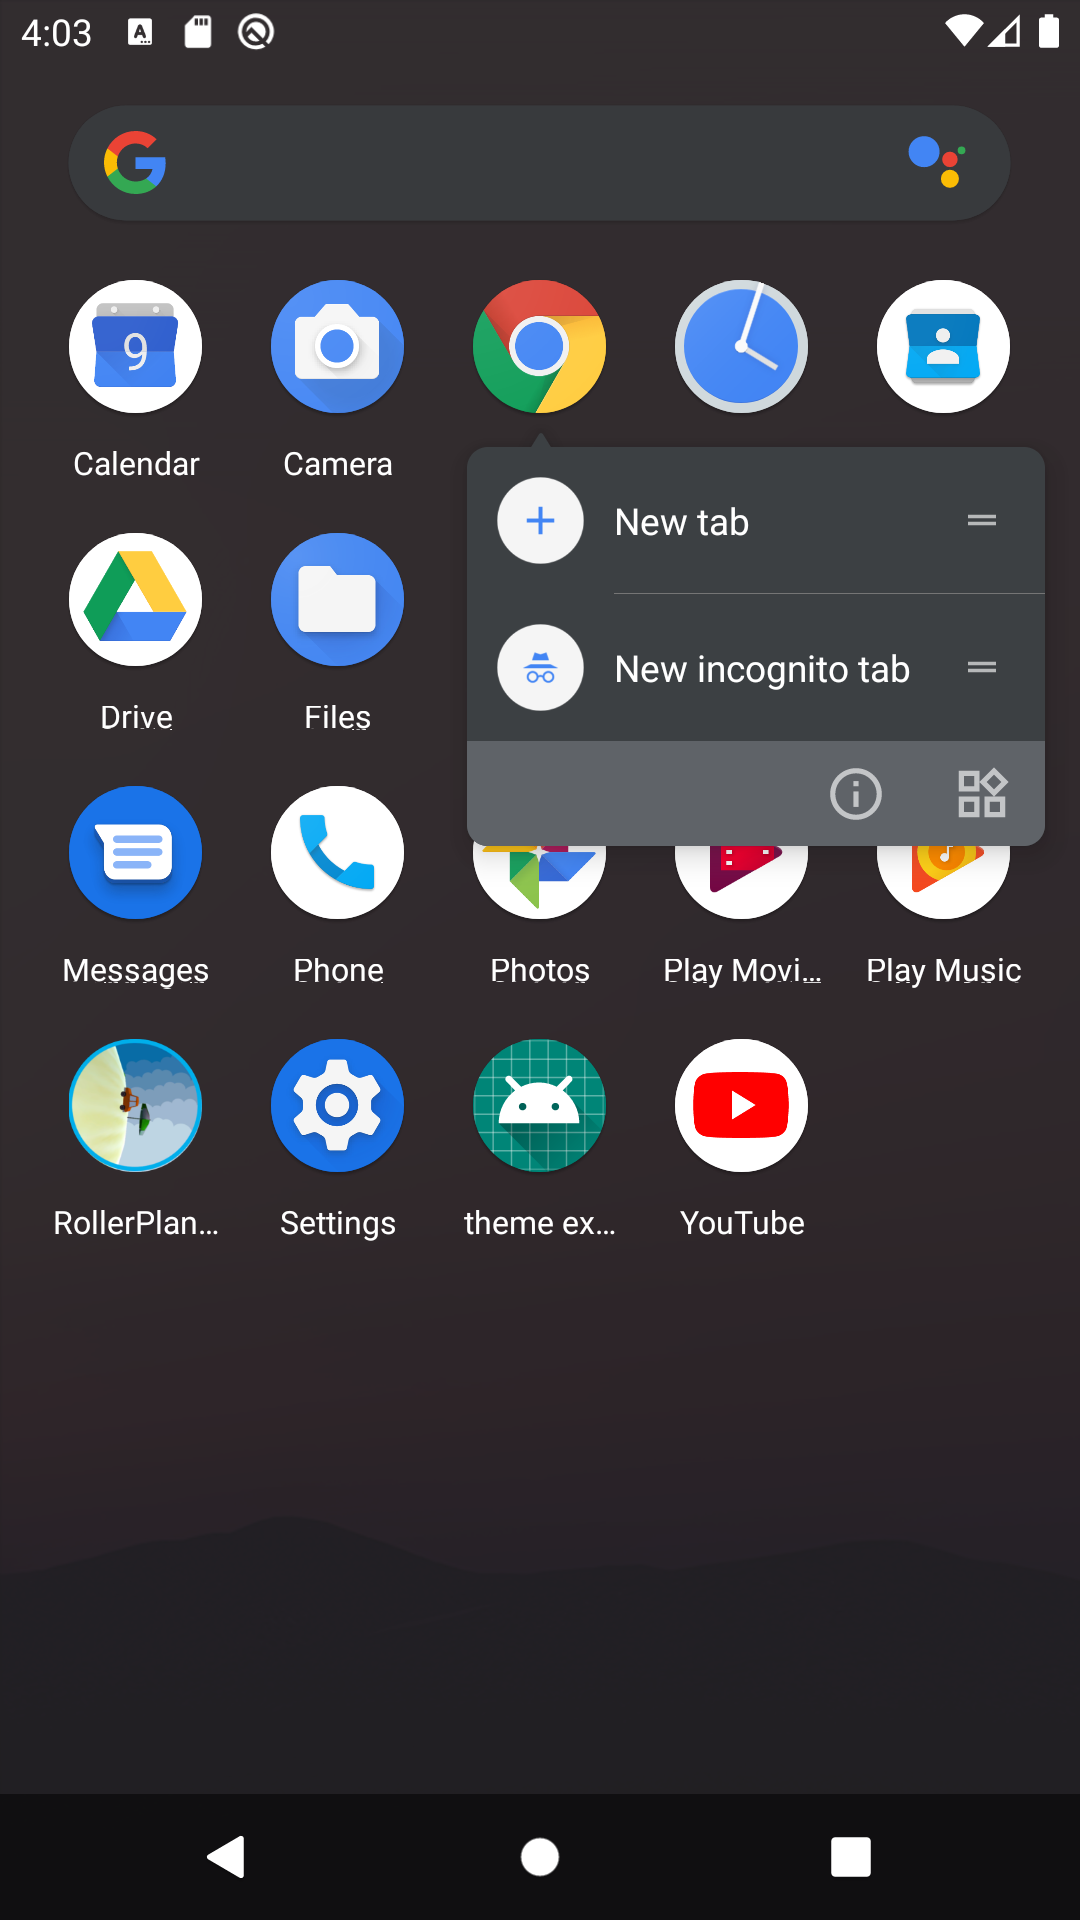 4:03
Calendar
Camera
New tab
New incognito tab
Drive
Files
Messages
Phone
Photos
Play Movi...
Play Music
RollerPlan...
Settings
theme ex...
YouTube